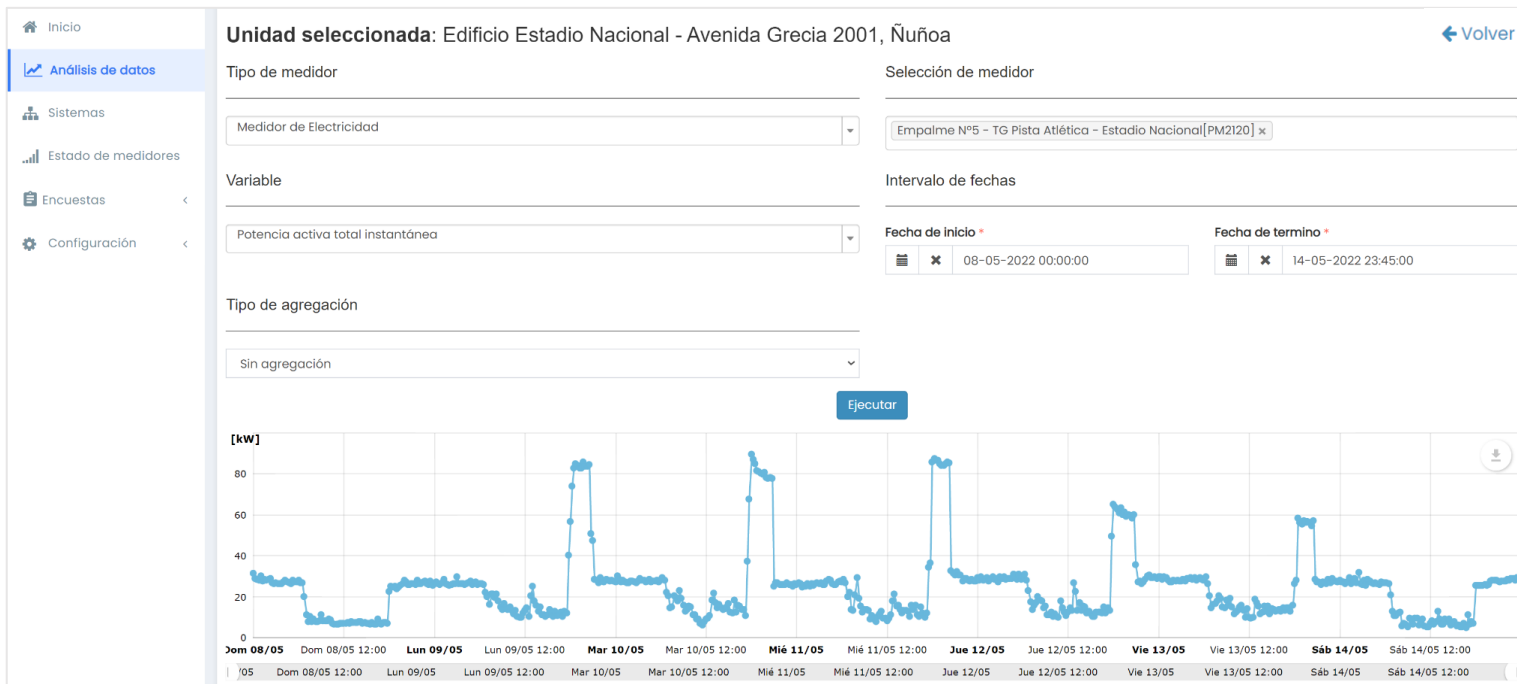 Inicio
Análisis de datos
Sistemas
Estado de medidores
Encuestas
Configuración
Unidad seleccionada: Edificio Estadio Nacional - Avenida Grecia 2001, Ñuñoa
Volver
Tipo de medidor
Selección de medidor
Medidor de Electricidad
Empalme Nº5 - TG Pista Atlética - Estadio Nacional[PM2120] ×
Variable
Intervalo de fechas
Potencia activa total instantánea
Fecha de inicio *
Fecha de termino *
08-05-2022 00:00:00
14-05-2022 23:45:00
Tipo de agregación
Sin agregación
Ejecutar
[kW]
80
60
40
20
0
Dom 08/05 Dom 08/05 12:00 Lun 09/05 Lun 09/05 12:00 Mar 10/05 Mar 10/05 12:00 Mié 11/05 Mié 11/05 12:00 Jue 12/05 Jue 12/05 12:00 Vie 13/05 Vie 13/05 12:00 Sáb 14/05 Sáb 14/05 12:00
/05 Dom 08/05 12:00 Lun 09/05 Lun 09/05 12:00 Mar 10/05 Mar 10/05 12:00 Mié 11/05 Mié 11/05 12:00 Jue 12/05 Jue 12/05 12:00 Vie 13/05 Vie 13/05 12:00 Sáb 14/05 Sáb 14/05 12:00